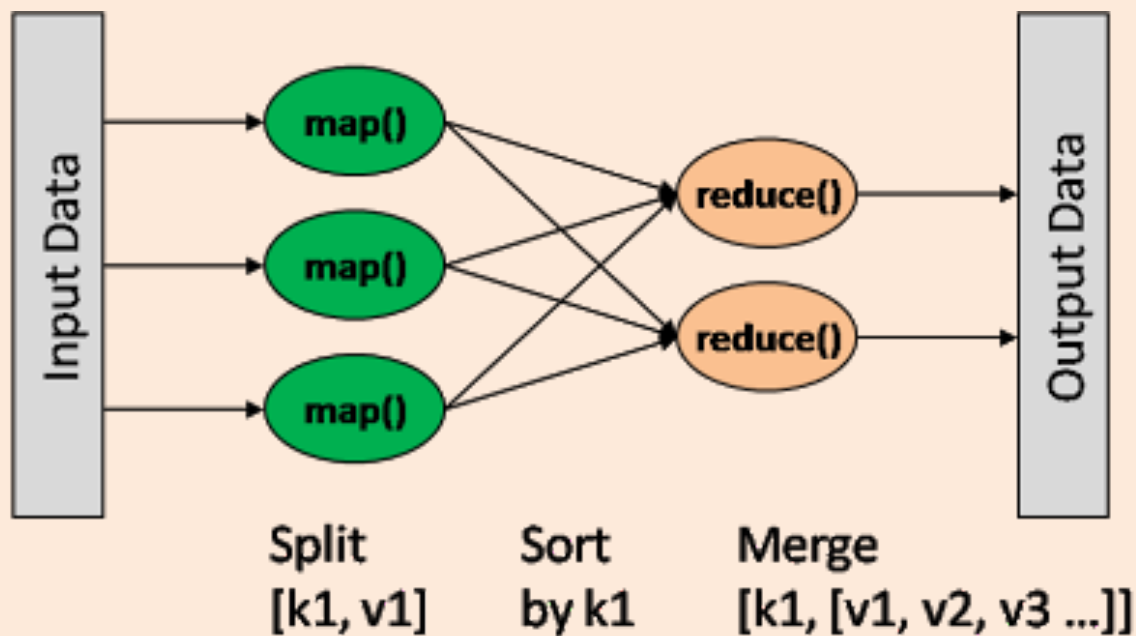 Input Data
map()
map()
map()
reduce()
reduce()
Output Data
Split
[k1, v1]
Sort
by k1
Merge
[k1, [v1, v2, v3 ...]]